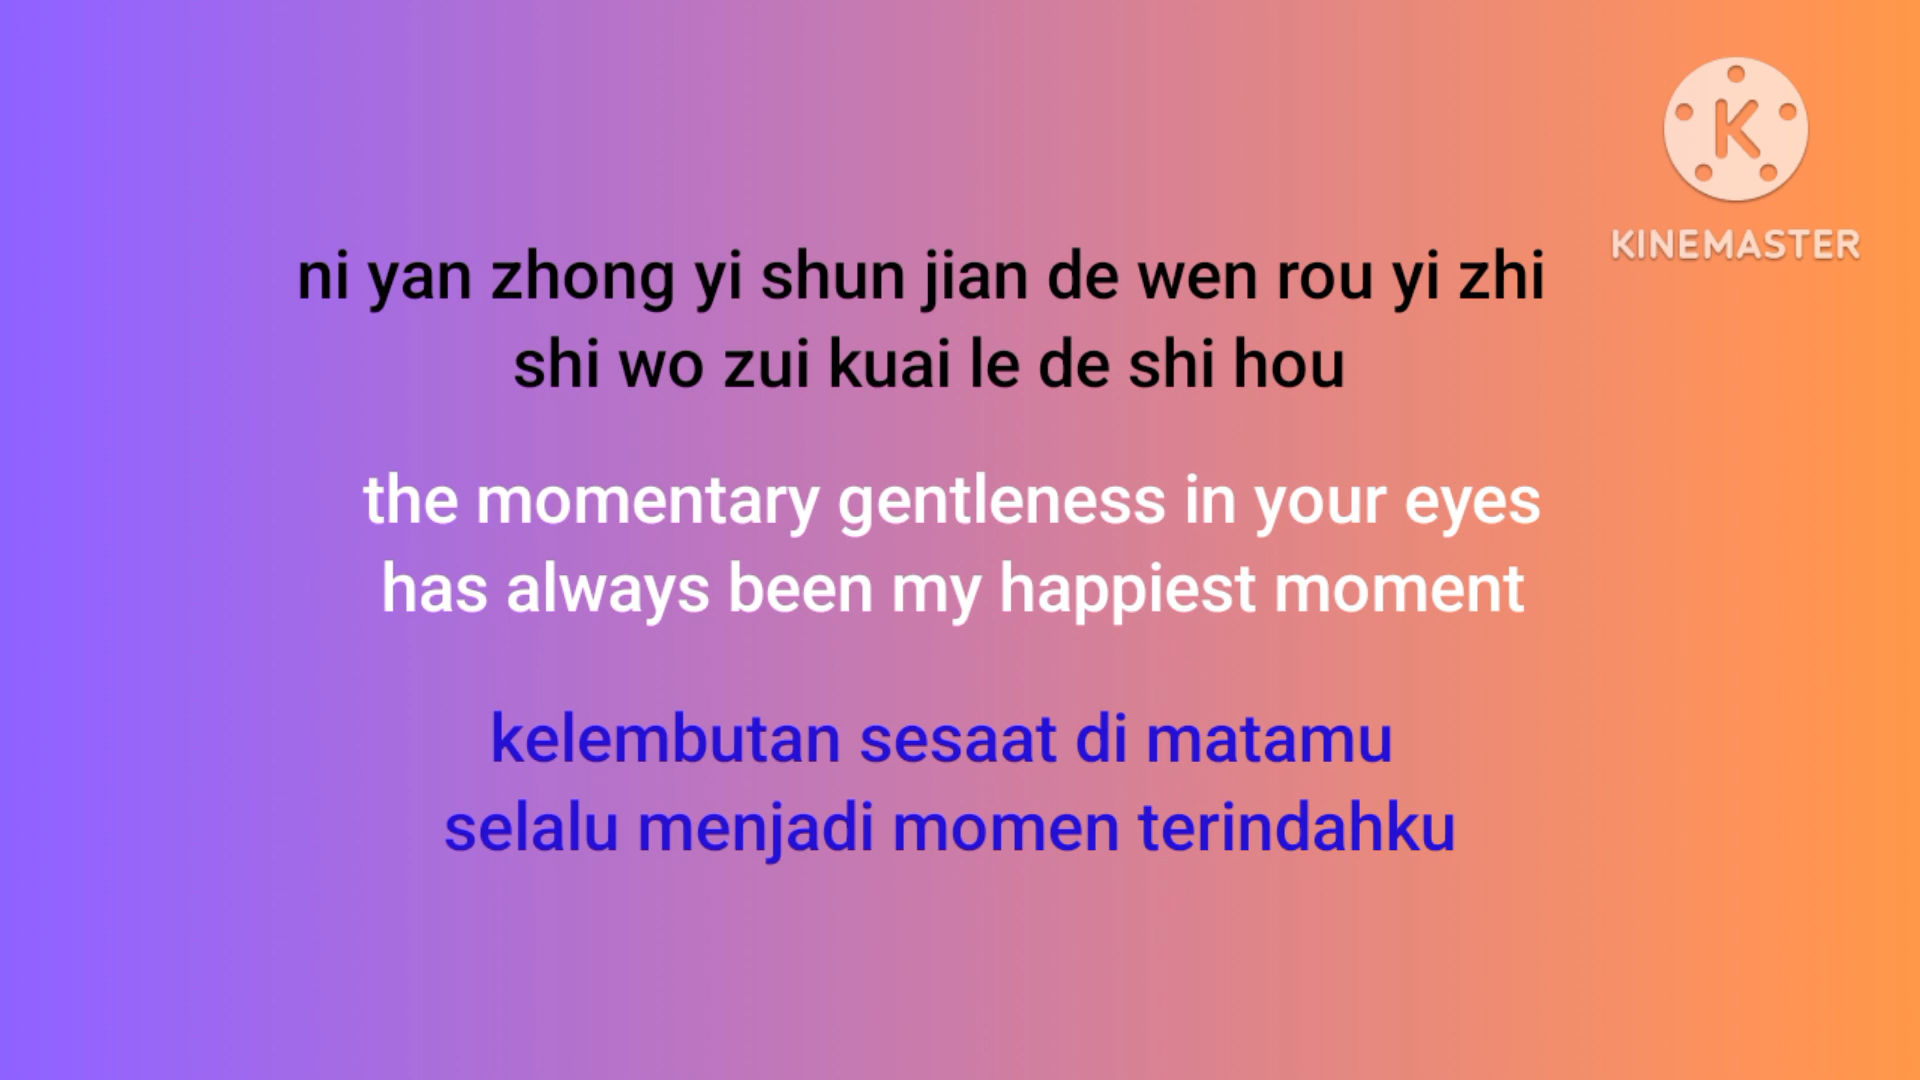 KINEMASTER
ni yan zhong yi shun jian de wen rou yi zhi
shi wo zui kuai le de shi hou
the momentary gentleness in your eyes
has always been my happiest moment
kelembutan sesaat di matamu
selalu menjadi momen terindahku